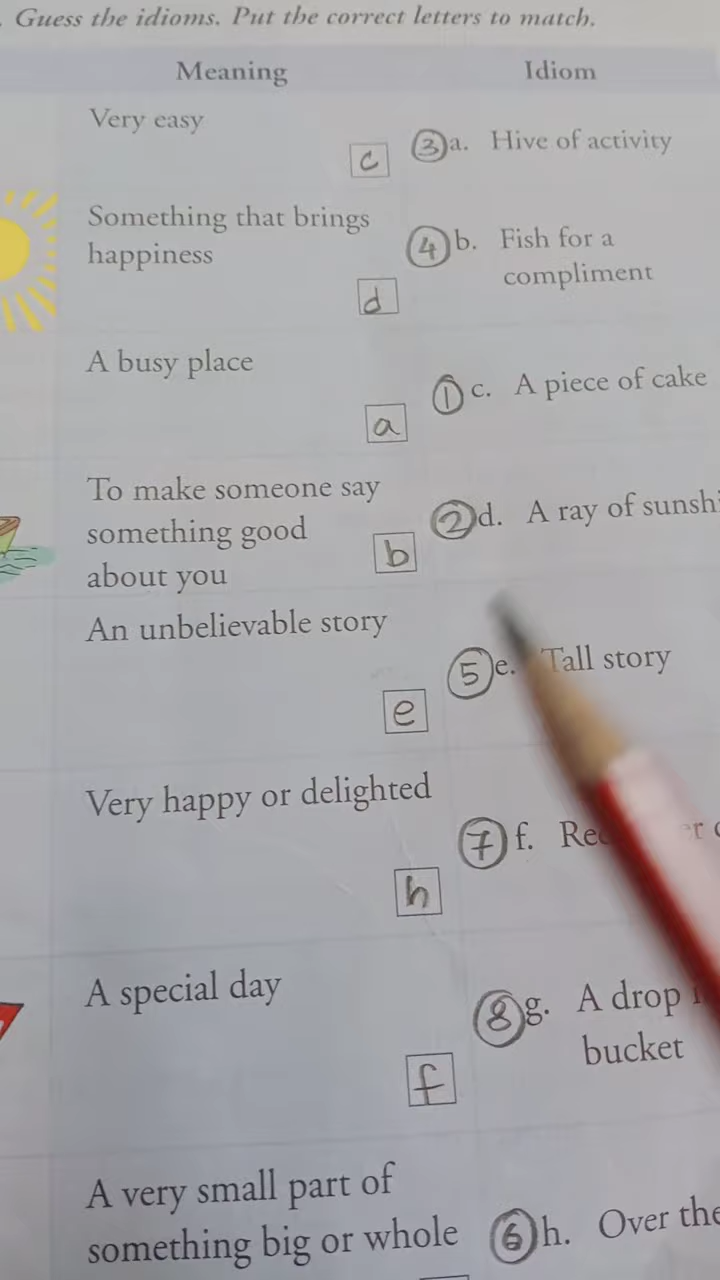 Guess the idioms. Put the correct letters to match.
Meaning Idiom
Very easy
c
③ a. Hive of activity
Something that brings
happiness
d
④ b. Fish for a
compliment
A busy place
a
① c. A piece of cake
To make someone say
something good
about you
b
② d. A ray of
An unbelievable story
e
⑤ e. Tall story
Very happy or delighted
h
⑦ f.
A special day
f
⑧ g. A drop
bucket
A very small part of
something big or whole
⑥ h. Over the